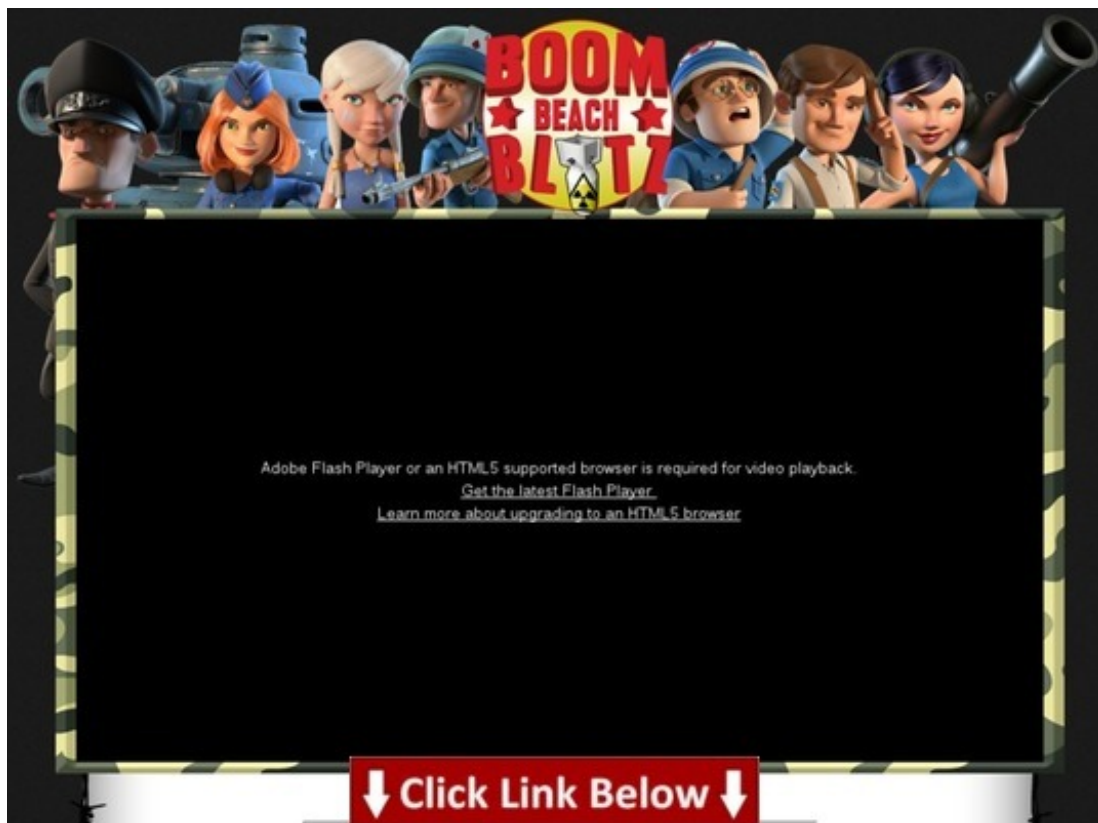 BOOM
BEACH
BLITZ
Adobe Flash Player or an HTML5 supported browser is required for video playback.
Get the latest Flash Player
Learn more about upgrading to an HTML5 browser
Click Link Below